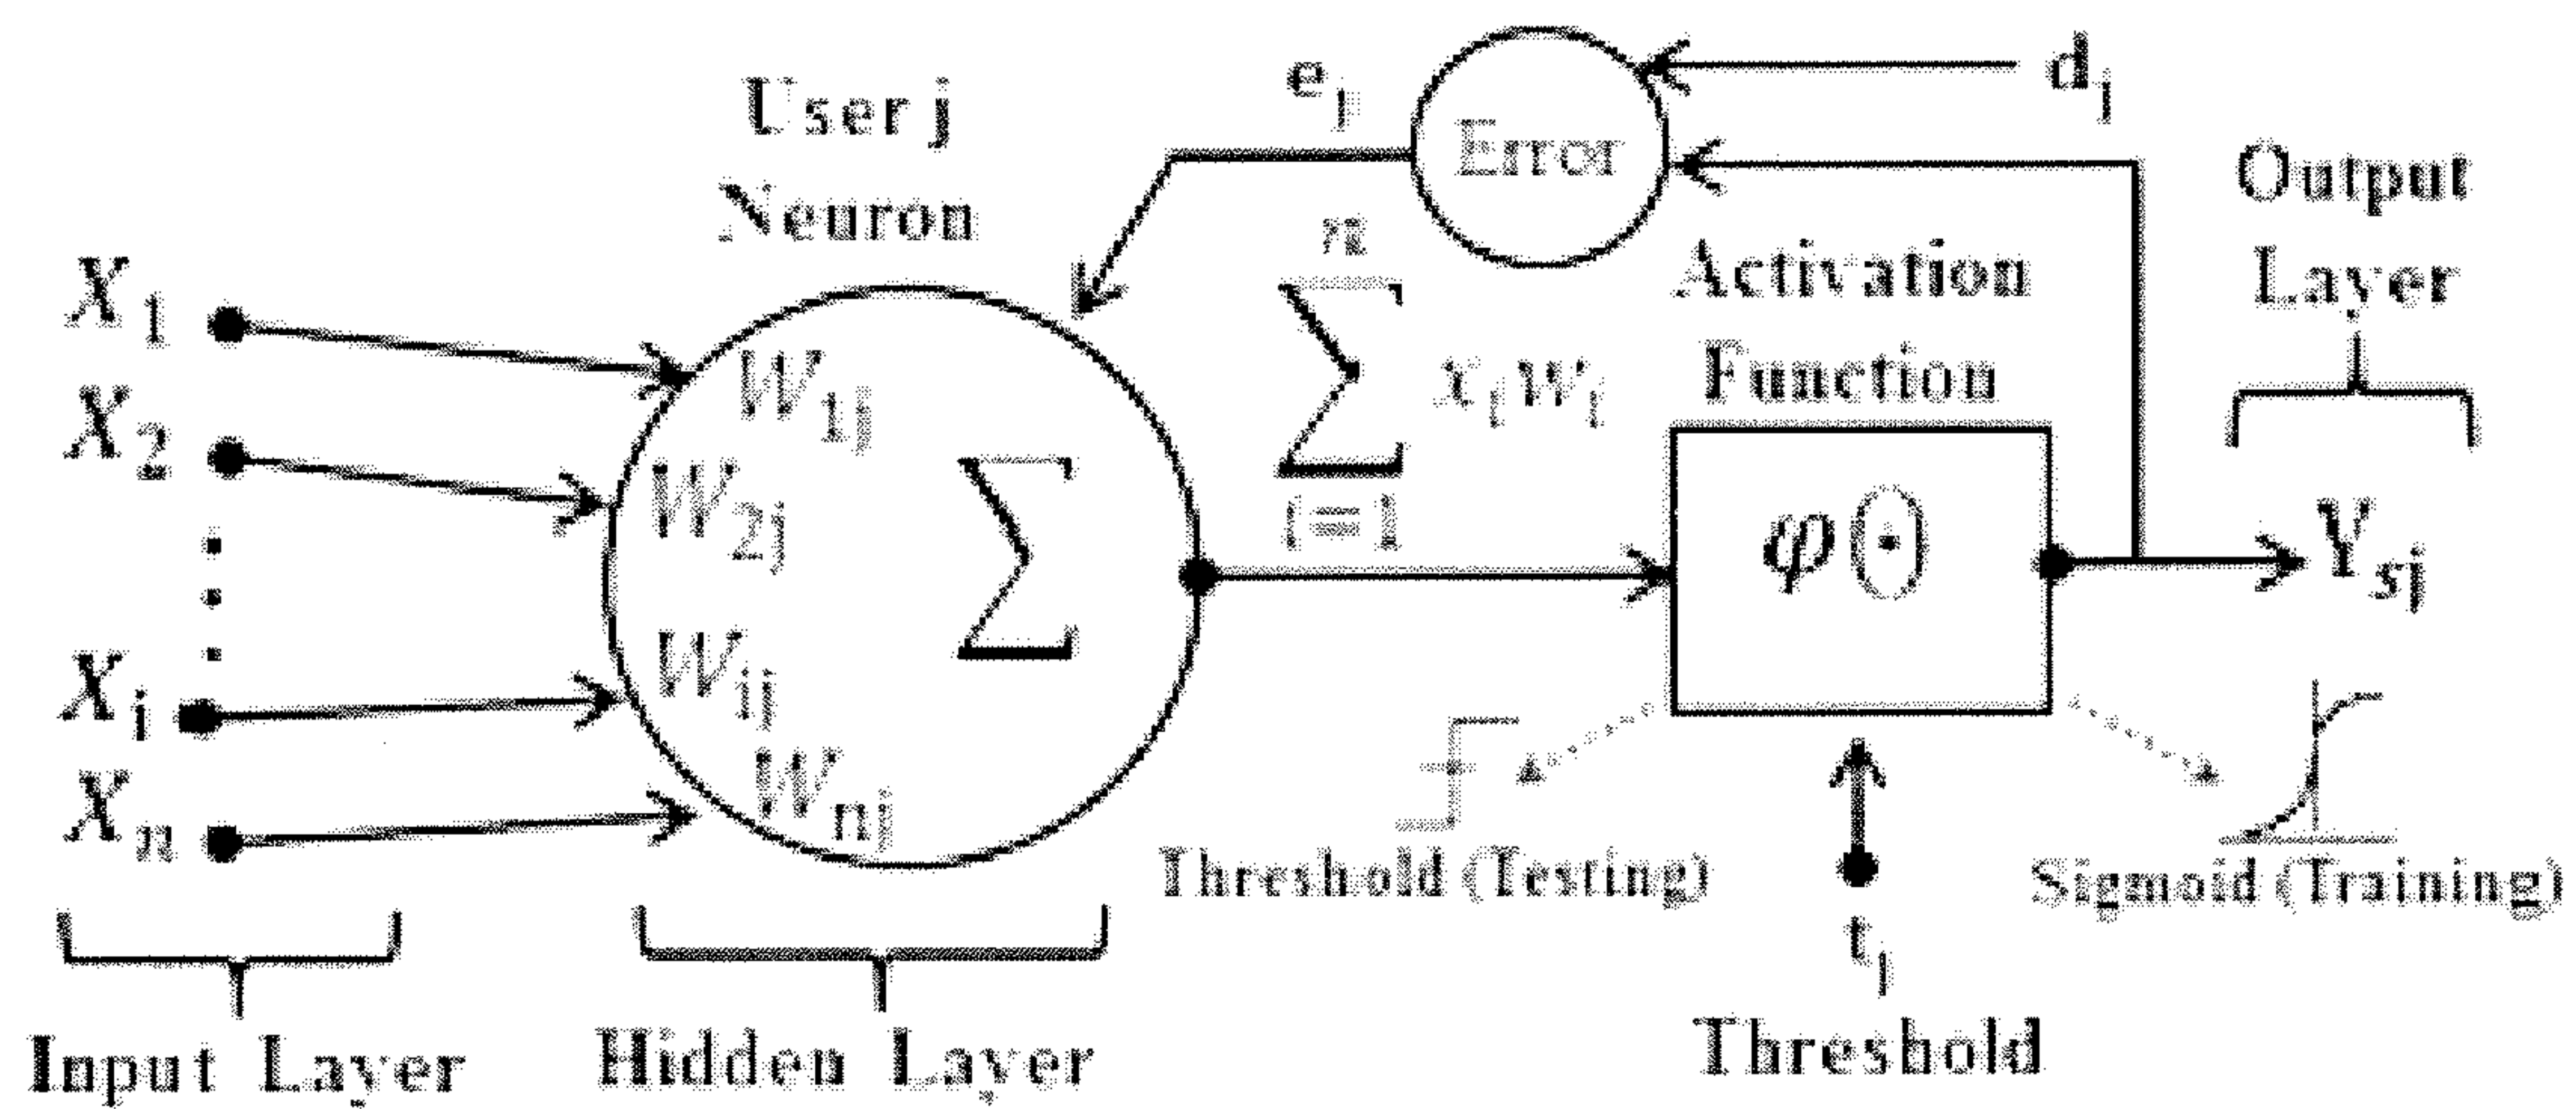 User j
Neuron
e_j
Error
d_j
Output
Layer
X_1
X_2
X_i
X_n
W_1j
W_2j
W_ij
W_nj
Σ
n
Σ x_i w_i
i=1
Activation
Function
φ(·)
Y_sj
Threshold (Testing)
Sigmoid (Training)
t_j
Threshold
Input Layer
Hidden Layer